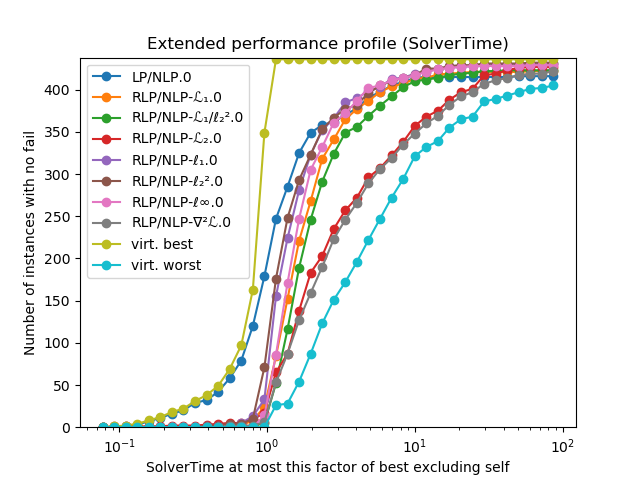 Extended performance profile (SolverTime)
Number of instances with no fail
400
350
300
250
200
150
100
50
0
LP/NLP.0
RLP/NLP-ℒ₁.0
RLP/NLP-ℒ₁/ℓ₂².0
RLP/NLP-ℒ₂.0
RLP/NLP-ℓ₁.0
RLP/NLP-ℓ₂².0
RLP/NLP-ℓ∞.0
RLP/NLP-∇²ℒ.0
virt. best
virt. worst
10⁻¹ 10⁰ 10¹ 10²
SolverTime at most this factor of best excluding self